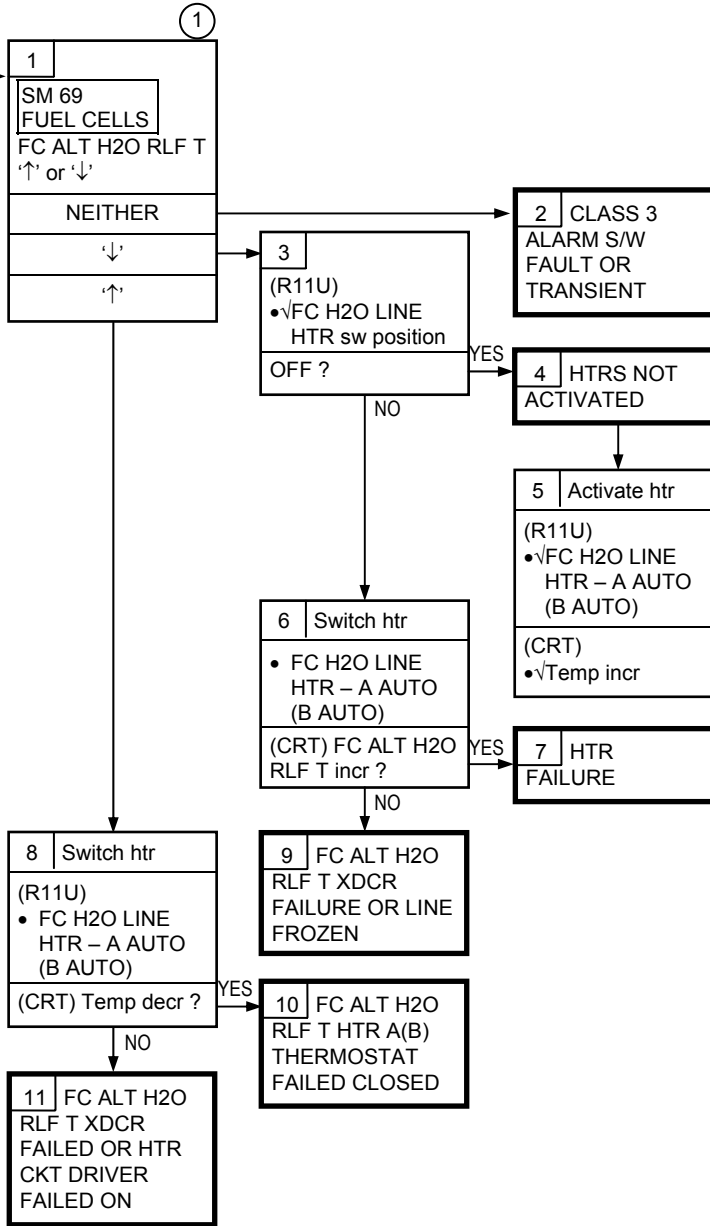 1
1
SM 69
FUEL CELLS
FC ALT H2O RLF T
‘↑’ or ‘↓’
NEITHER
‘↓’
‘↑’
2 CLASS 3
ALARM S/W
FAULT OR
TRANSIENT
3
(R11U)
•√FC H2O LINE
HTR sw position
OFF ?
YES
NO
4 HTRS NOT
ACTIVATED
5 Activate htr
(R11U)
•√FC H2O LINE
HTR – A AUTO
(B AUTO)
(CRT)
•√Temp incr
6 Switch htr
• FC H2O LINE
HTR – A AUTO
(B AUTO)
(CRT) FC ALT H2O
RLF T incr ?
YES
NO
7 HTR
FAILURE
8 Switch htr
(R11U)
• FC H2O LINE
HTR – A AUTO
(B AUTO)
(CRT) Temp decr ?
YES
NO
9 FC ALT H2O
RLF T XDCR
FAILURE OR LINE
FROZEN
10 FC ALT H2O
RLF T HTR A(B)
THERMOSTAT
FAILED CLOSED
11 FC ALT H2O
RLF T XDCR
FAILED OR HTR
CKT DRIVER
FAILED ON